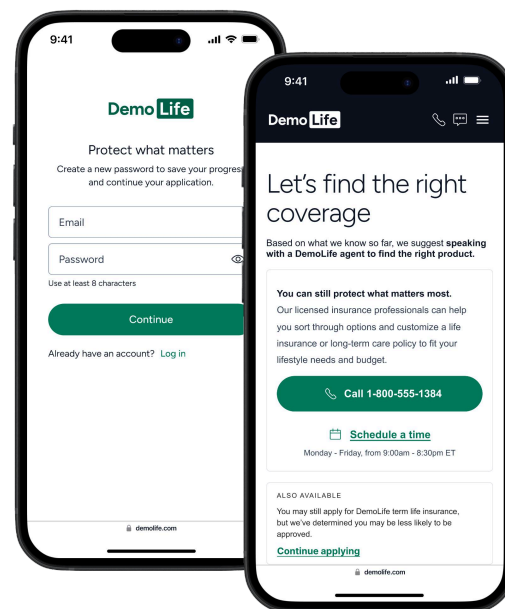 9:41
Demo Life
Protect what matters
Create a new password to save your
and continue your application.
Email
Password
Use at least 8 characters
Continue
Already have an account? Log in
demolife.com
9:41
Demo Life
Let's find the right
coverage
Based on what we know so far, we suggest speaking
with a DemoLife agent to find the right product.
You can still protect what matters most.
Our licensed insurance professionals can help
you sort through options and customize a life
insurance or long-term care policy to fit your
lifestyle needs and budget.
Call 1-800-555-1384
Schedule a time
Monday - Friday, from 9:00am - 8:30pm ET
ALSO AVAILABLE
You may still apply for DemoLife term life insurance,
but we've determined you may be less likely to be
approved.
Continue applying
demolife.com